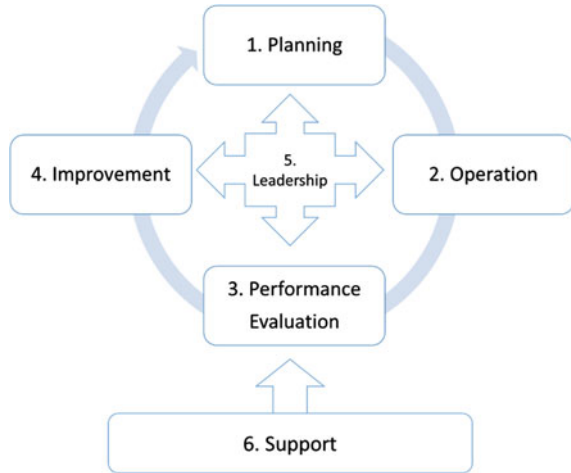 1. Planning
5.
Leadership
4. Improvement
2. Operation
3. Performance
Evaluation
6. Support